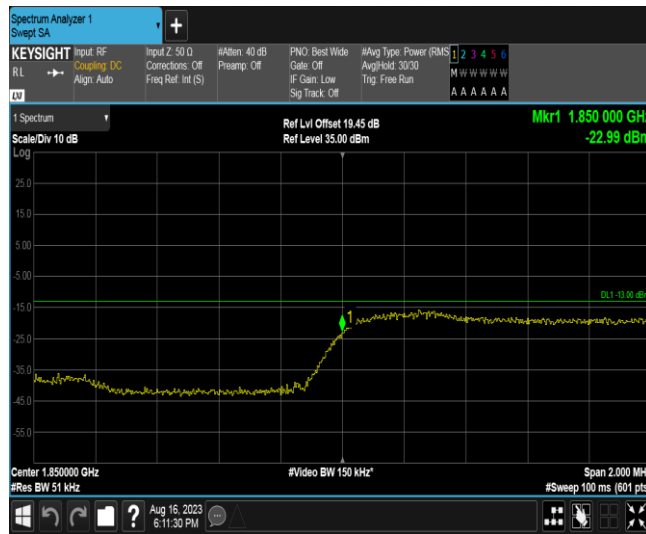 Spectrum Analyzer 1
Swept SA
+
KEYSIGHT
RL
LXI
Input: RF
Coupling: DC
Align: Auto
Input Z: 50 Ω
Corrections: Off
Freq Ref: Int (S)
#Atten: 40 dB
Preamp: Off
PNO: Best Wide
Gate: Off
IF Gain: Low
Sig Track: Off
#Avg Type: Power (RMS
Avg|Hold: 30/30
Trig: Free Run
1 2 3 4 5 6
M W W W W W
A A A A A A
1 Spectrum
Scale/Div 10 dB
Log
Ref Lvl Offset 19.45 dB
Ref Level 35.00 dBm
Mkr1 1.850 000 GHz
-22.99 dBm
25.0
15.0
5.00
-5.00
-15.0
-25.0
-35.0
-45.0
-55.0
DL1 -13.00 dBm
1
Center 1.850000 GHz
#Res BW 51 kHz
#Video BW 150 kHz*
Span 2.000 MH
#Sweep 100 ms (601 pts
?
Aug 16, 2023
6:11:30 PM